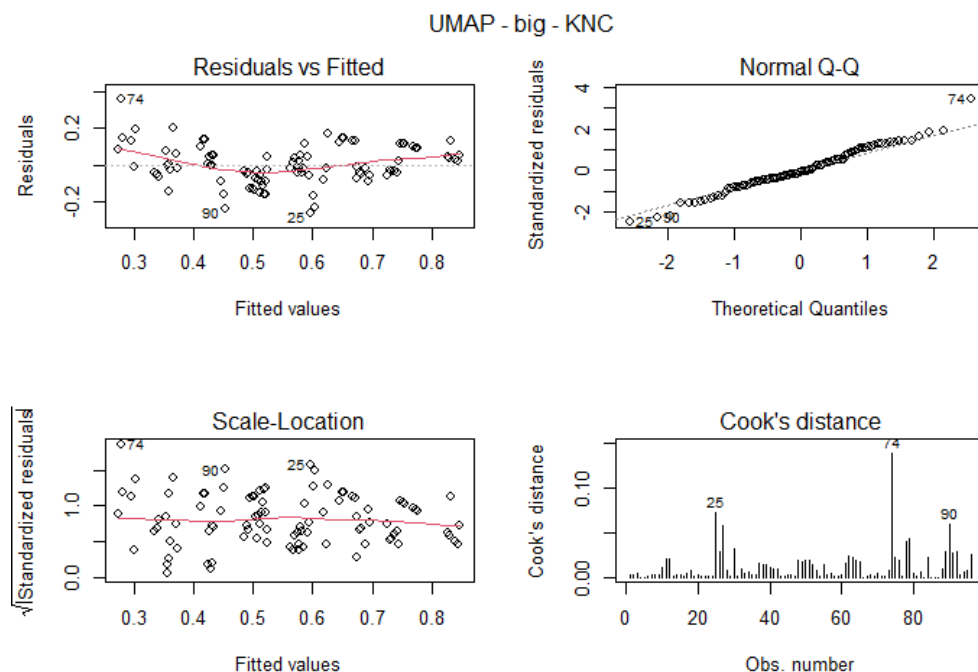 UMAP - big - KNC
Residuals vs Fitted
Residuals
0.2
-0.2
74
90
25
0.3 0.4 0.5 0.6 0.7 0.8
Fitted values
Normal Q-Q
Standardized residuals
4
2
0
-2
74
25
90
-2 -1 0 1 2
Theoretical Quantiles
Scale-Location
√|Standardized residuals|
1.0
0.0
74
90
25
0.3 0.4 0.5 0.6 0.7 0.8
Fitted values
Cook's distance
Cook's distance
0.10
0.00
74
25
90
0 20 40 60 80
Obs. number